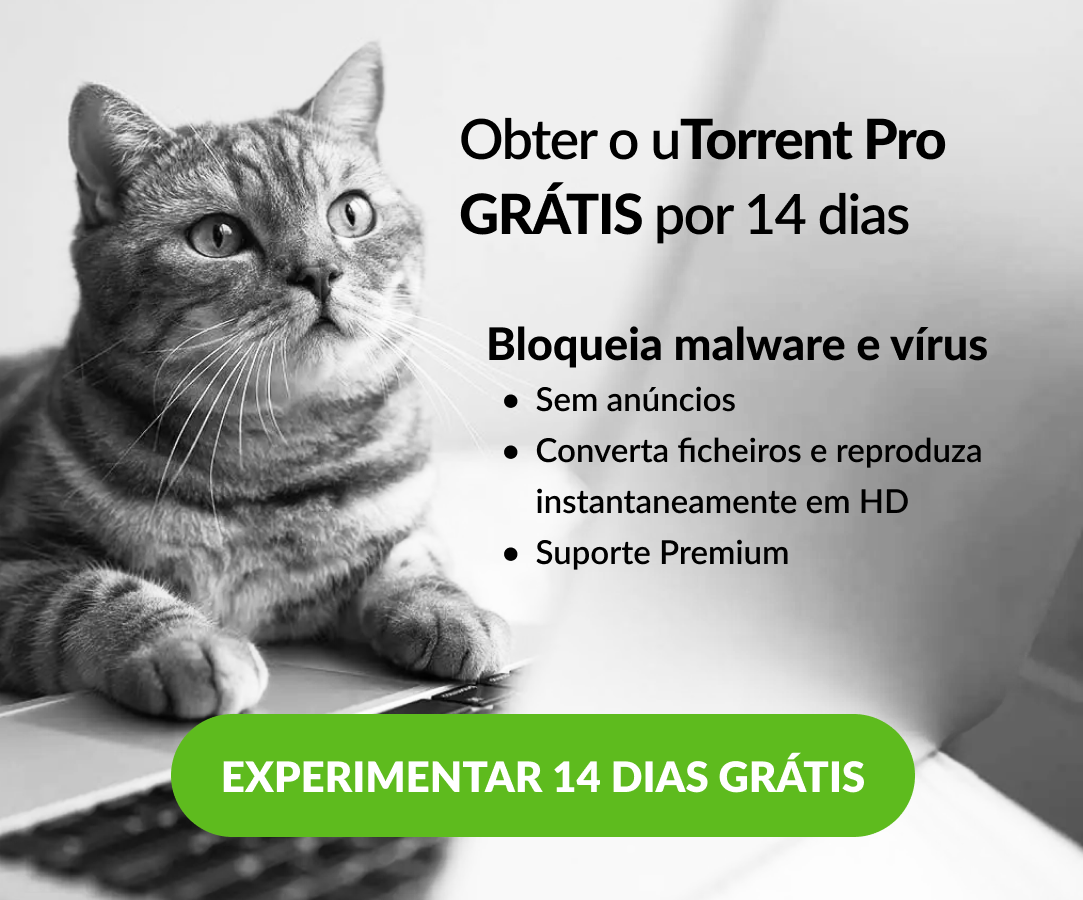 Obter o uTorrent Pro
GRÁTIS por 14 dias
Bloqueia malware e vírus
• Sem anúncios
• Converta ficheiros e reproduza
instantaneamente em HD
• Suporte Premium
EXPERIMENTAR 14 DIAS GRÁTIS